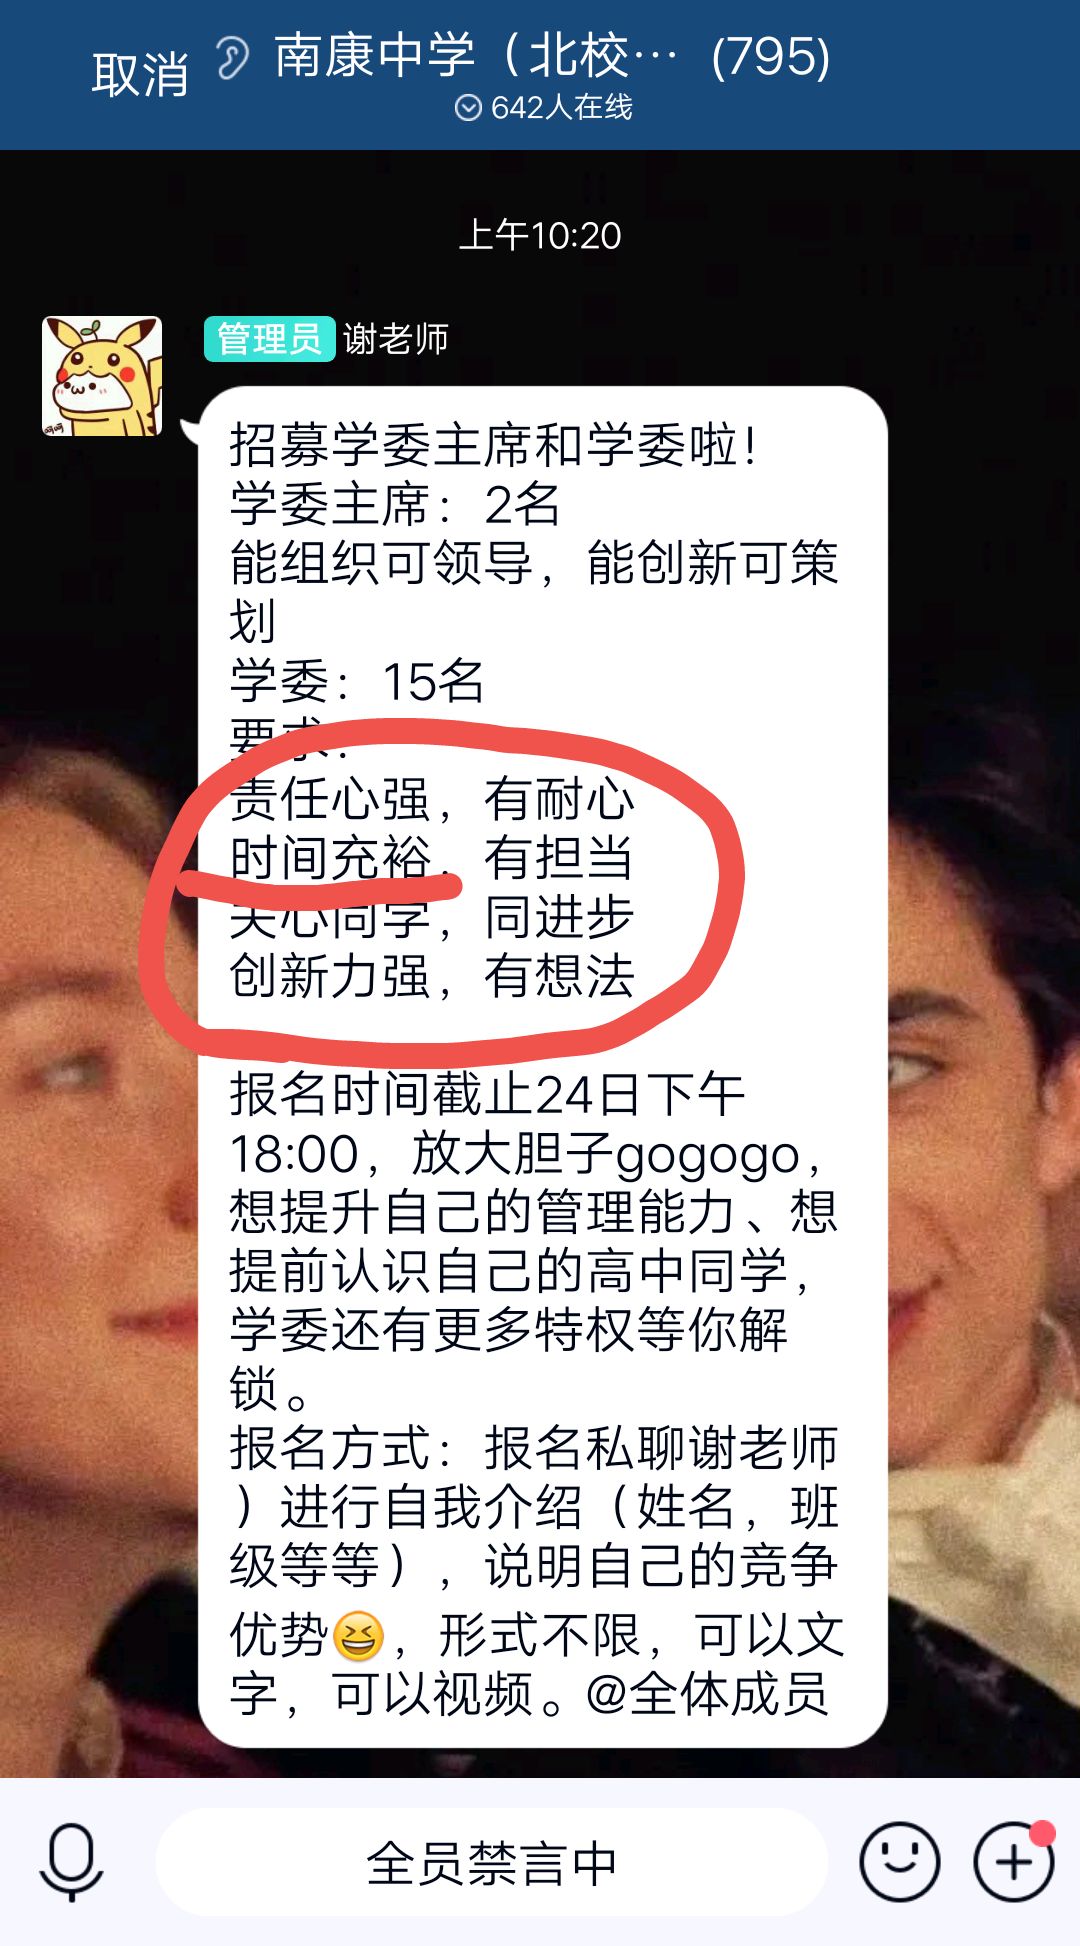 取消
南康中学（北校… (795)
642人在线
上午10:20
管理员 谢老师
招募学委主席和学委啦！
学委主席：2名
能组织可领导，能创新可策
划
学委：15名
要求：
责任心强，有耐心
时间充裕，有担当
关心同学，同进步
创新力强，有想法
报名时间截止24日下午
18:00，放大胆子gogogo，
想提升自己的管理能力、想
提前认识自己的高中同学，
学委还有更多特权等你解
锁。
报名方式：报名私聊谢老师
）进行自我介绍（姓名，班
级等等），说明自己的竞争
优势😆，形式不限，可以文
字，可以视频。@全体成员
全员禁言中